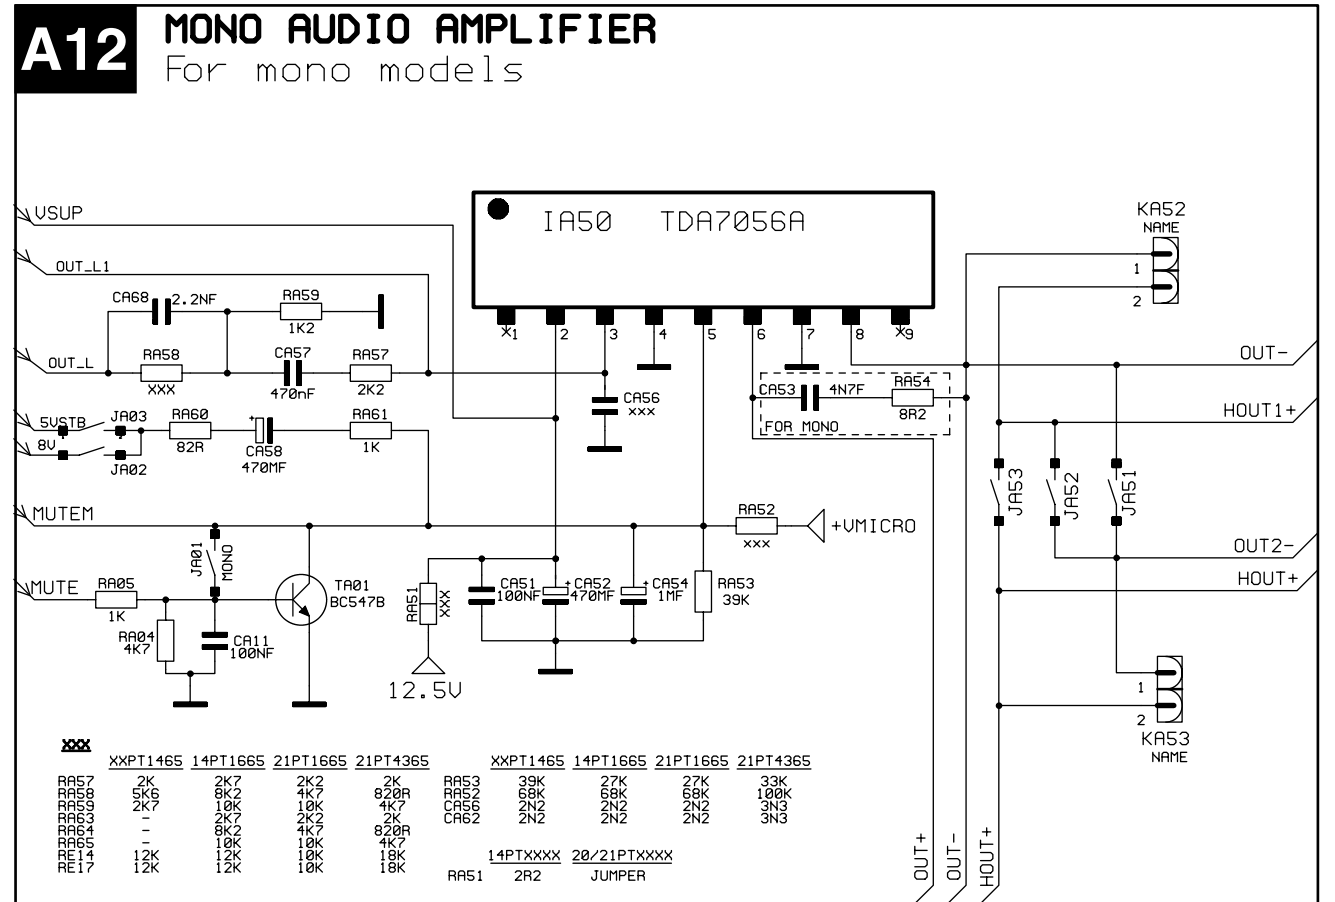 A12
MONO AUDIO AMPLIFIER
For mono models
VSUP
IA50 TDA7056A
KA52
NAME
1
2
OUT_L1
CA68 2.2NF
RA59
1K2
1 2 3 4 5 6 7 8 9
OUT_L
RA58
XXX
CA57
470nF
RA57
2K2
OUT-
CA56
XXX
CA53 4N7F RA54
8R2
FOR MONO
HOUT1+
5VSTB
8V
JA03
JA02
RA60
82R
+
CA58
470MF
RA61
1K
JA53
JA52
JA51
MUTEM
RA52
XXX
+VMICRO
JA01
MONO
OUT2-
HOUT+
MUTE
RA05
1K
TA01
BC547B
RA04
4K7
CA11
100NF
RA51
XXX
CA51
100NF
+
CA52
470MF
+
CA54
1MF
RA53
39K
12.5V
1
2
KA53
NAME
XXX
XXPT1465 14PT1665 21PT1665 21PT4365
RA57 2K 2K7 2K2 2K
RA58 5K6 8K2 4K7 820R
RA59 2K7 10K 10K 4K7
RA63 - 2K7 2K2 2K
RA64 - 8K2 4K7 820R
RA65 - 10K 10K 4K7
RE14 12K 12K 10K 18K
RE17 12K 12K 10K 18K
XXPT1465 14PT1665 21PT1665 21PT4365
RA53 39K 27K 27K 33K
RA52 68K 68K 68K 100K
CA56 2N2 2N2 2N2 3N3
CA62 2N2 2N2 2N2 3N3
14PTXXXX 20/21PTXXXX
RA51 2R2 JUMPER
OUT+
OUT-
HOUT+